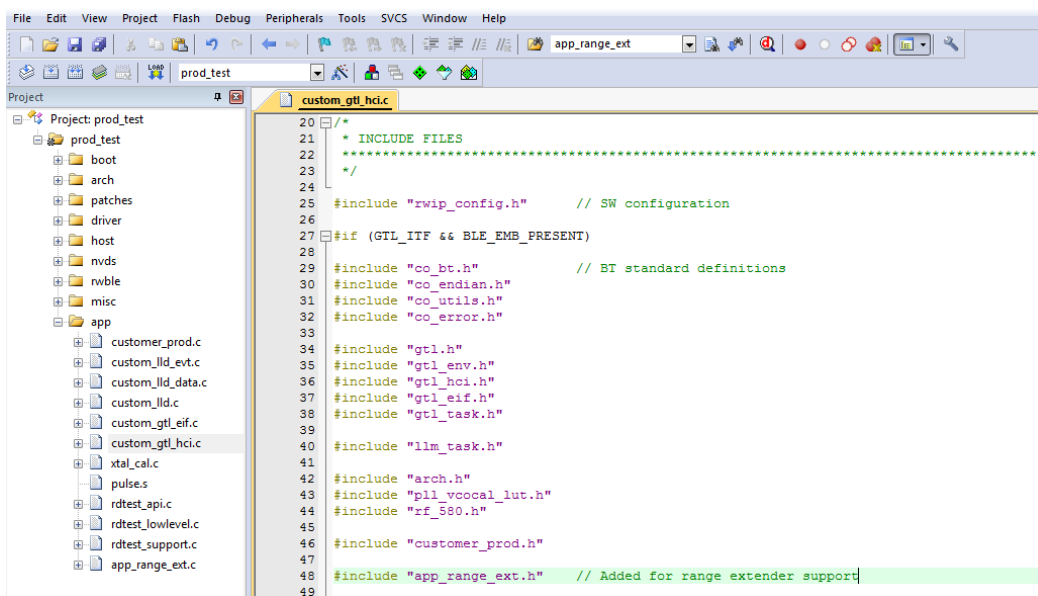 File Edit View Project Flash Debug Peripherals Tools SVCS Window Help
app_range_ext
LOAD
prod_test
Project
custom_gtl_hci.c
Project: prod_test
prod_test
boot
arch
patches
driver
host
nvds
rwble
misc
app
customer_prod.c
custom_lld_evt.c
custom_lld_data.c
custom_lld.c
custom_gtl_eif.c
custom_gtl_hci.c
xtal_cal.c
pulse.s
rdtest_api.c
rdtest_lowlevel.c
rdtest_support.c
app_range_ext.c
20 /*
21 * INCLUDE FILES
22 ****************************************************************************************
23 */
24
25 #include "rwip_config.h" // SW configuration
26
27 #if (GTL_ITF && BLE_EMB_PRESENT)
28
29 #include "co_bt.h" // BT standard definitions
30 #include "co_endian.h"
31 #include "co_utils.h"
32 #include "co_error.h"
33
34 #include "gtl.h"
35 #include "gtl_env.h"
36 #include "gtl_hci.h"
37 #include "gtl_eif.h"
38 #include "gtl_task.h"
39
40 #include "llm_task.h"
41
42 #include "arch.h"
43 #include "pll_vcocal_lut.h"
44 #include "rf_580.h"
45
46 #include "customer_prod.h"
47
48 #include "app_range_ext.h" // Added for range extender support
49